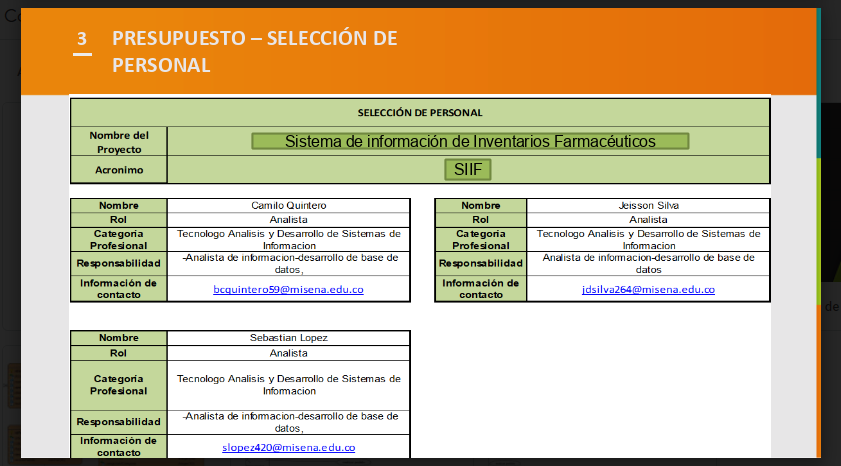 3
PRESUPUESTO – SELECCIÓN DE
PERSONAL
SELECCIÓN DE PERSONAL
Nombre del
Proyecto
Sistema de información de Inventarios Farmacéuticos
Acronimo
SIIF
Nombre
Camilo Quintero
Rol
Analista
Categoria
Profesional
Tecnologo Analisis y Desarrollo de Sistemas de
Informacion
Responsabilidad
-Analista de informacion-desarrollo de base de
datos,
Información de
contacto
bcquintero59@misena.edu.co
Nombre
Jeisson Silva
Rol
Analista
Categoria
Profesional
Tecnologo Analisis y Desarrollo de Sistemas de
Informacion
Responsabilidad
Analista de informacion-desarrollo de base de
datos
Información de
contacto
jdsilva264@misena.edu.co
Nombre
Sebastian Lopez
Rol
Analista
Categoria
Profesional
Tecnologo Analisis y Desarrollo de Sistemas de
Informacion
Responsabilidad
-Analista de informacion-desarrollo de base de
datos,
Información de
contacto
slopez420@misena.edu.co
de